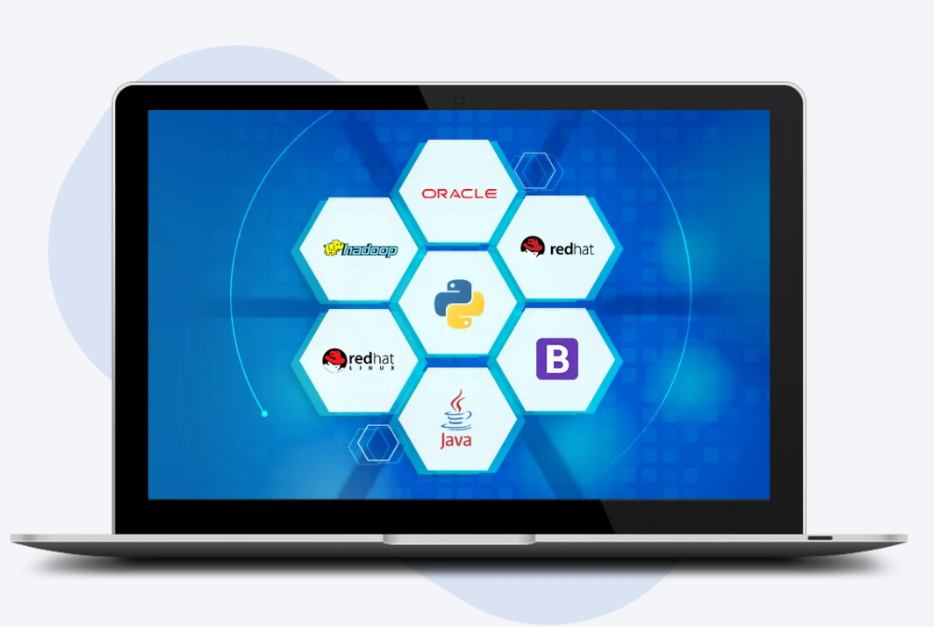 ORACLE
hadoop
redhat
redhat
LINUX
B
Java